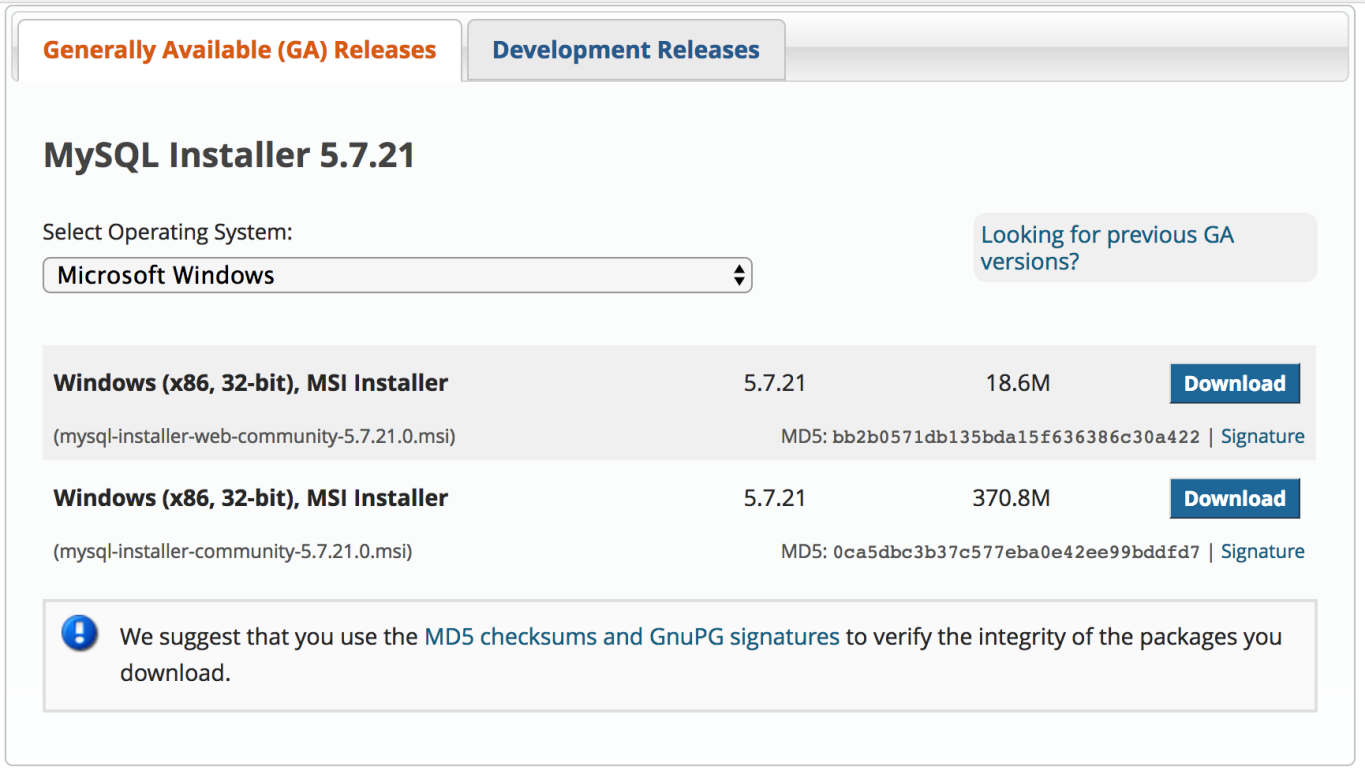 Generally Available (GA) Releases
Development Releases
MySQL Installer 5.7.21
Select Operating System:
Looking for previous GA
versions?
Microsoft Windows
Windows (x86, 32-bit), MSI Installer 5.7.21 18.6M Download
(mysql-installer-web-community-5.7.21.0.msi) MD5: bb2b0571db135bda15f636386c30a422 | Signature
Windows (x86, 32-bit), MSI Installer 5.7.21 370.8M Download
(mysql-installer-community-5.7.21.0.msi) MD5: 0ca5dbc3b37c577eba0e42ee99bddfd7 | Signature
We suggest that you use the MD5 checksums and GnuPG signatures to verify the integrity of the packages you
download.